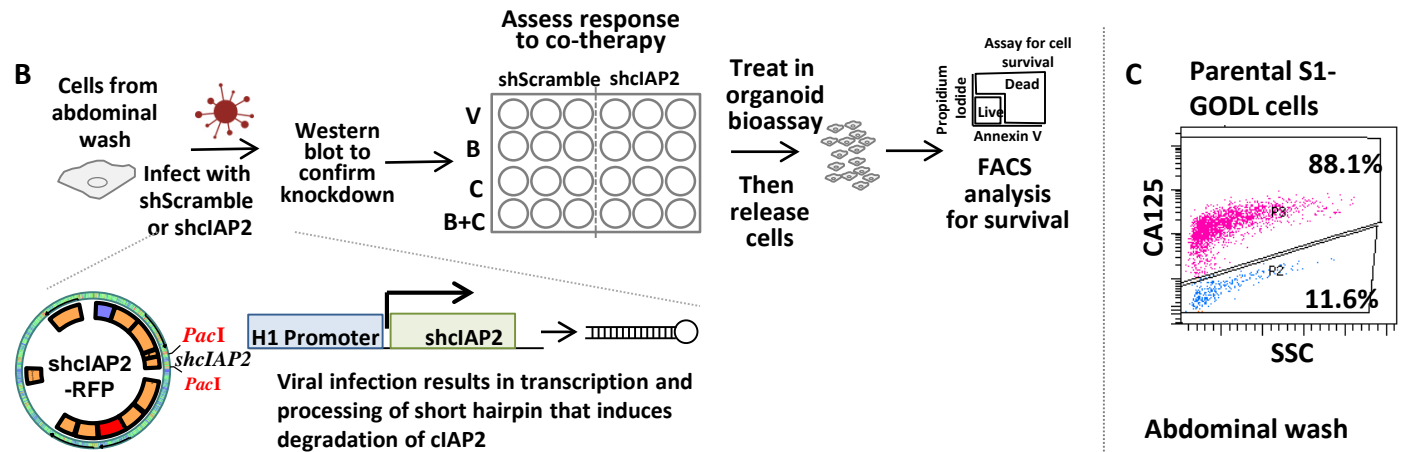 B
Cells from
abdominal
wash
Infect with
shScramble
or shcIAP2
Western
blot to
confirm
knockdown
Assess response
to co-therapy
shScramble shcIAP2
V
B
C
B+C
Treat in
organoid
bioassay
Then
release
cells
Assay for cell
survival
Propidium
Iodide
Dead
Live
Annexin V
FACS
analysis
for survival
shcIAP2
-RFP
PacI
shcIAP2
PacI
H1 Promoter
shcIAP2
Viral infection results in transcription and
processing of short hairpin that induces
degradation of cIAP2
C
Parental S1-
GODL cells
88.1%
P3
P2
11.6%
CA125
SSC
Abdominal wash